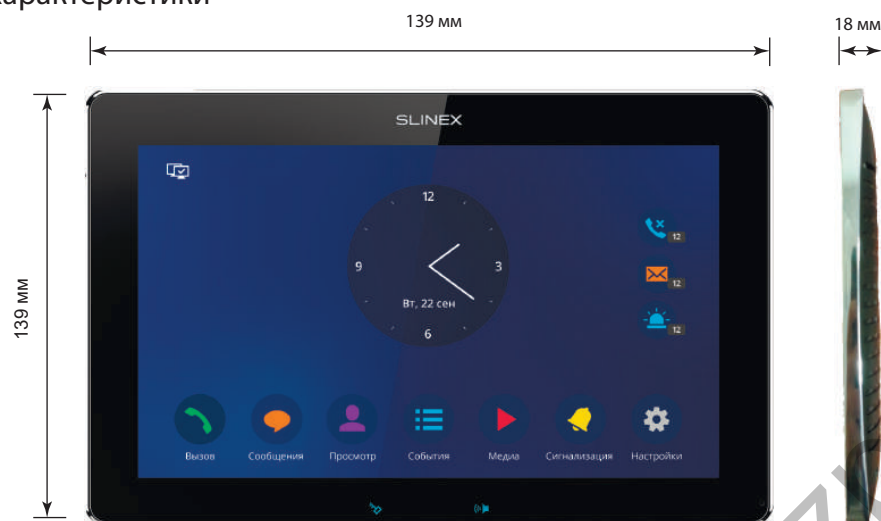 характеристики
139 мм
18 мм
139 мм
SLINEX
12
9
3
Вт, 22 сен
6
12
12
12
Вызов
Сообщения
Просмотр
События
Медиа
Сигнализация
Настройки